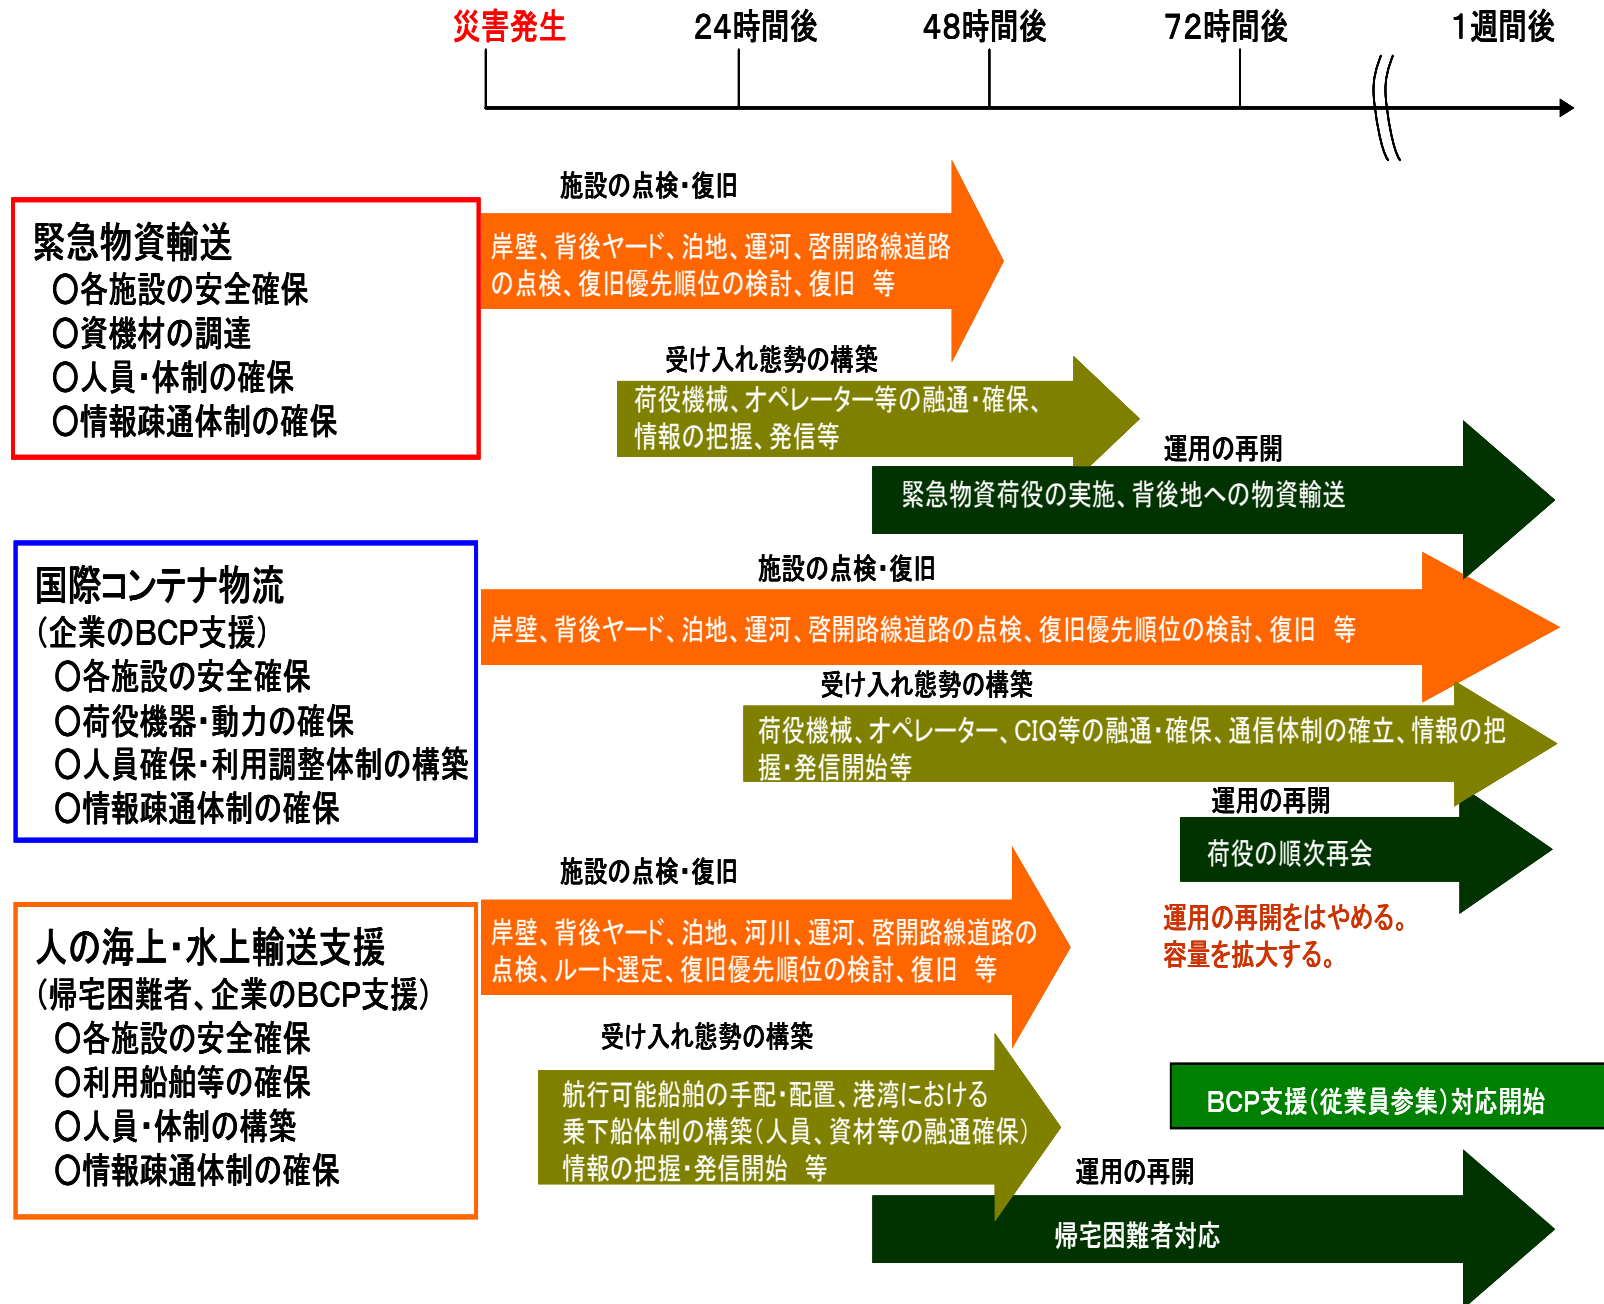 災害発生
24時間後
48時間後
72時間後
1週間後
施設の点検・復旧
緊急物資輸送
〇各施設の安全確保
〇資機材の調達
〇人員・体制の確保
〇情報疎通体制の確保
岸壁、背後ヤード、泊地、運河、啓開路線道路
の点検、復旧優先順位の検討、復旧　等
受け入れ態勢の構築
荷役機械、オペレーター等の融通・確保、
情報の把握、発信等
運用の再開
緊急物資荷役の実施、背後地への物資輸送
国際コンテナ物流
（企業のBCP支援）
〇各施設の安全確保
〇荷役機器・動力の確保
〇人員確保・利用調整体制の構築
〇情報疎通体制の確保
施設の点検・復旧
岸壁、背後ヤード、泊地、運河、啓開路線道路の点検、復旧優先順位の検討、復旧　等
受け入れ態勢の構築
荷役機械、オペレーター、CIQ等の融通・確保、通信体制の確立、情報の把
握・発信開始等
運用の再開
荷役の順次再会
運用の再開をはやめる。
容量を拡大する。
人の海上・水上輸送支援
（帰宅困難者、企業のBCP支援）
〇各施設の安全確保
〇利用船舶等の確保
〇人員・体制の構築
〇情報疎通体制の確保
施設の点検・復旧
岸壁、背後ヤード、泊地、河川、運河、啓開路線道路の
点検、ルート選定、復旧優先順位の検討、復旧　等
受け入れ態勢の構築
航行可能船舶の手配・配置、港湾における
乗下船体制の構築（人員、資材等の融通確保）
情報の把握・発信開始　等
BCP支援（従業員参集）対応開始
運用の再開
帰宅困難者対応